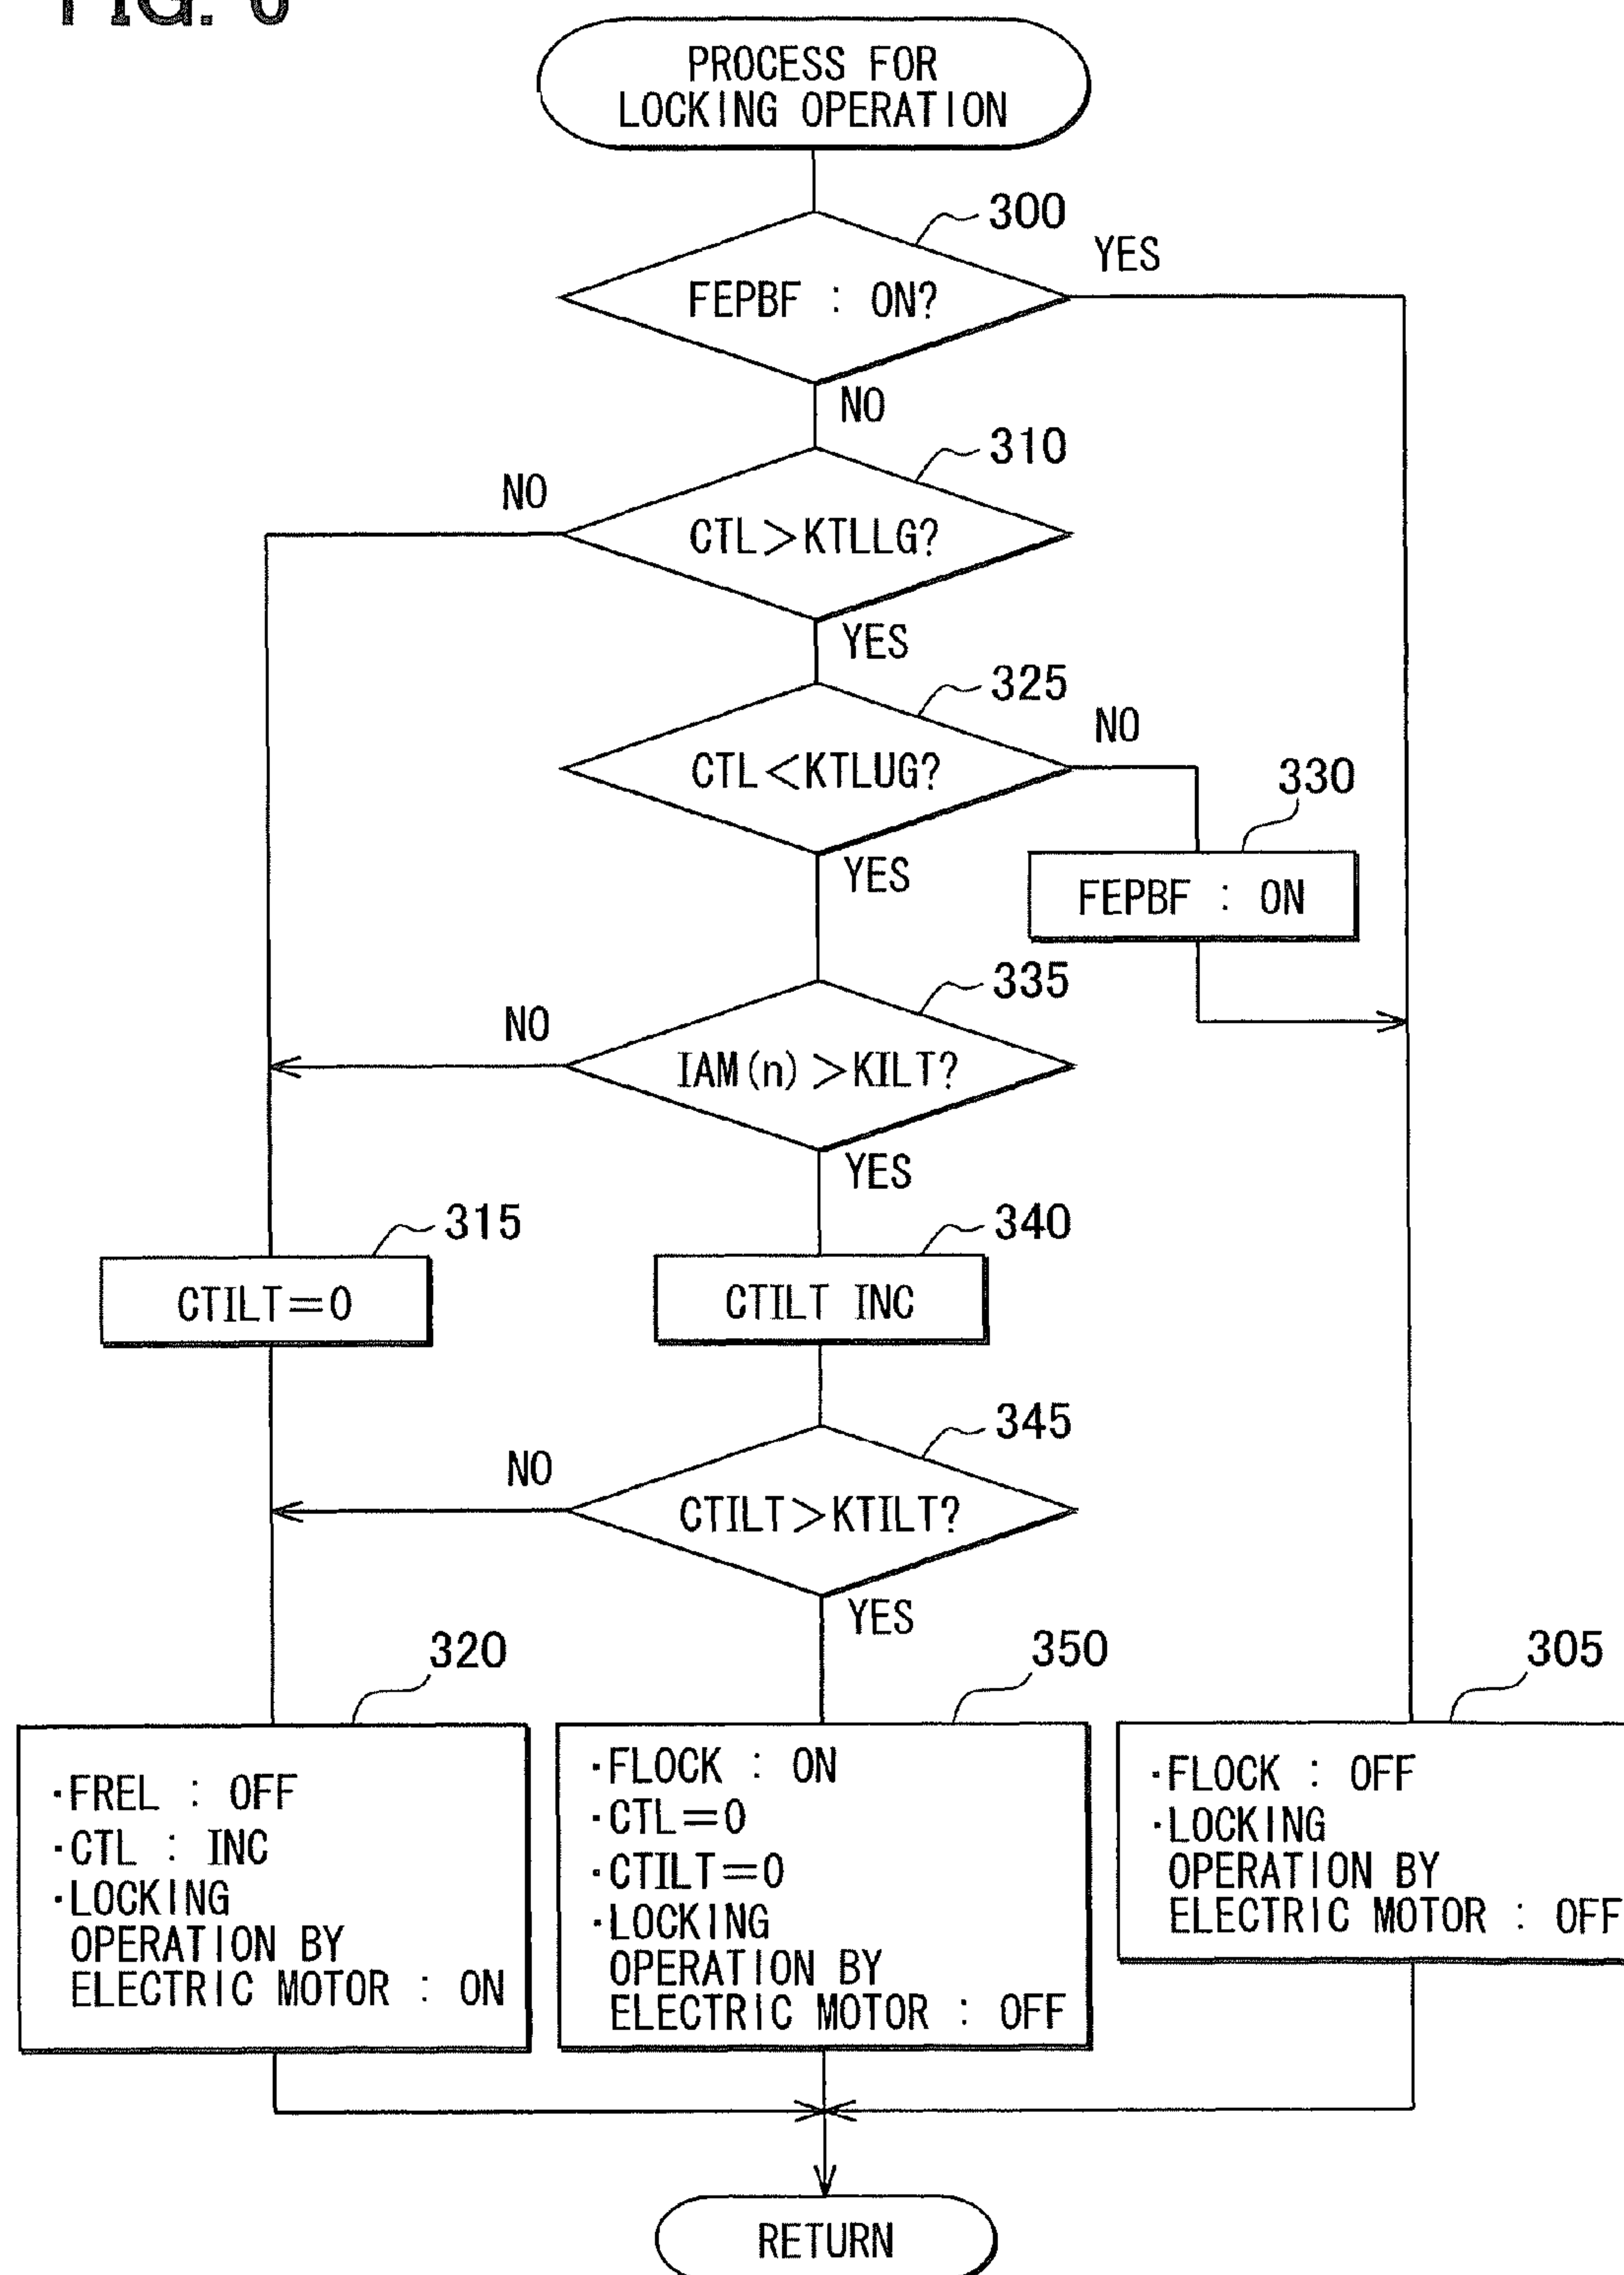 FIG. 6
PROCESS FOR
LOCKING OPERATION
300
FEPBF : ON?
YES
NO
310
CTL>KTLLG?
NO
YES
325
CTL<KTLUG?
NO
YES
330
FEPBF : ON
335
IAM(n)>KILT?
NO
YES
315
CTILT=0
340
CTILT INC
345
CTILT>KTILT?
NO
YES
320
·FREL : OFF
·CTL : INC
·LOCKING
OPERATION BY
ELECTRIC MOTOR : ON
350
·FLOCK : ON
·CTL=0
·CTILT=0
·LOCKING
OPERATION BY
ELECTRIC MOTOR : OFF
305
·FLOCK : OFF
·LOCKING
OPERATION BY
ELECTRIC MOTOR : OFF
RETURN